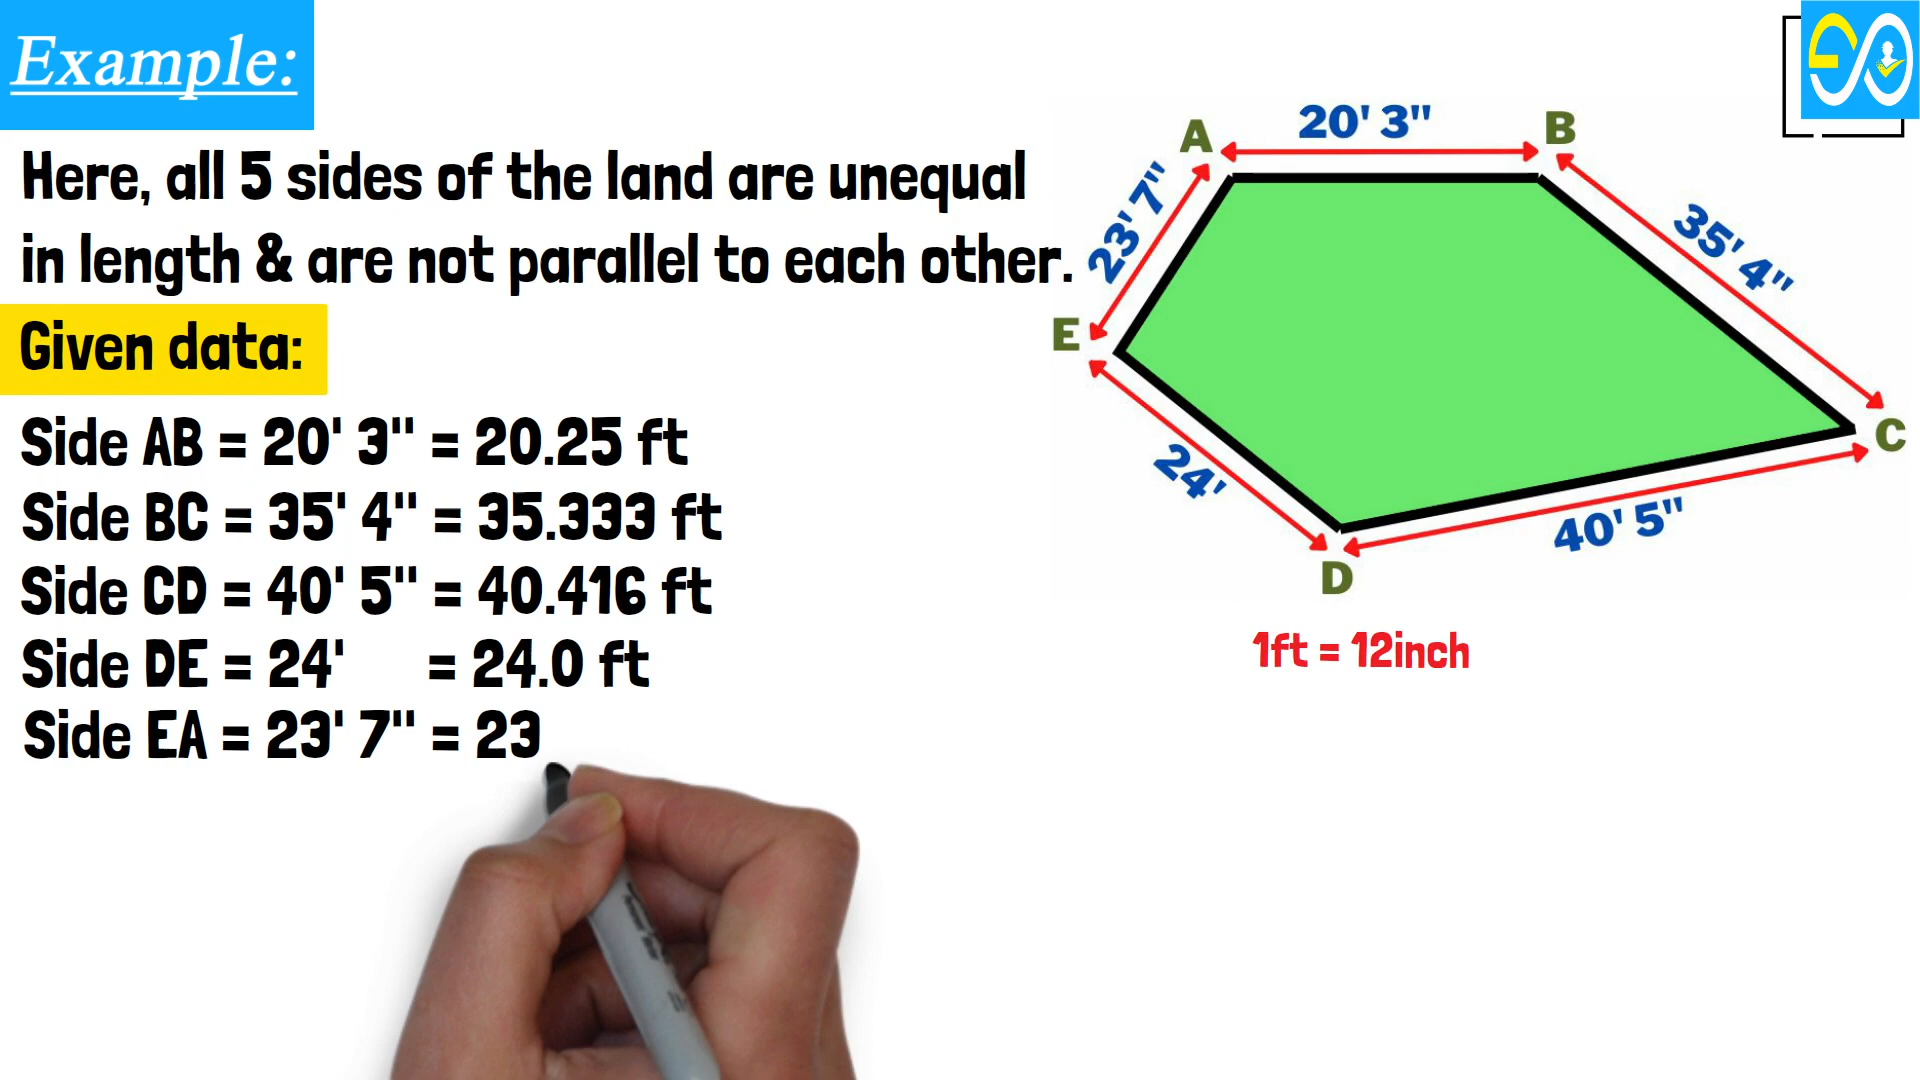 Example:
Here, all 5 sides of the land are unequal
in length & are not parallel to each other.
Given data:
Side AB = 20' 3" = 20.25 ft
Side BC = 35' 4" = 35.333 ft
Side CD = 40' 5" = 40.416 ft
Side DE = 24' = 24.0 ft
Side EA = 23' 7" = 23
A
20' 3"
B
23' 7"
35' 4"
E
C
24'
40' 5"
D
1ft = 12inch